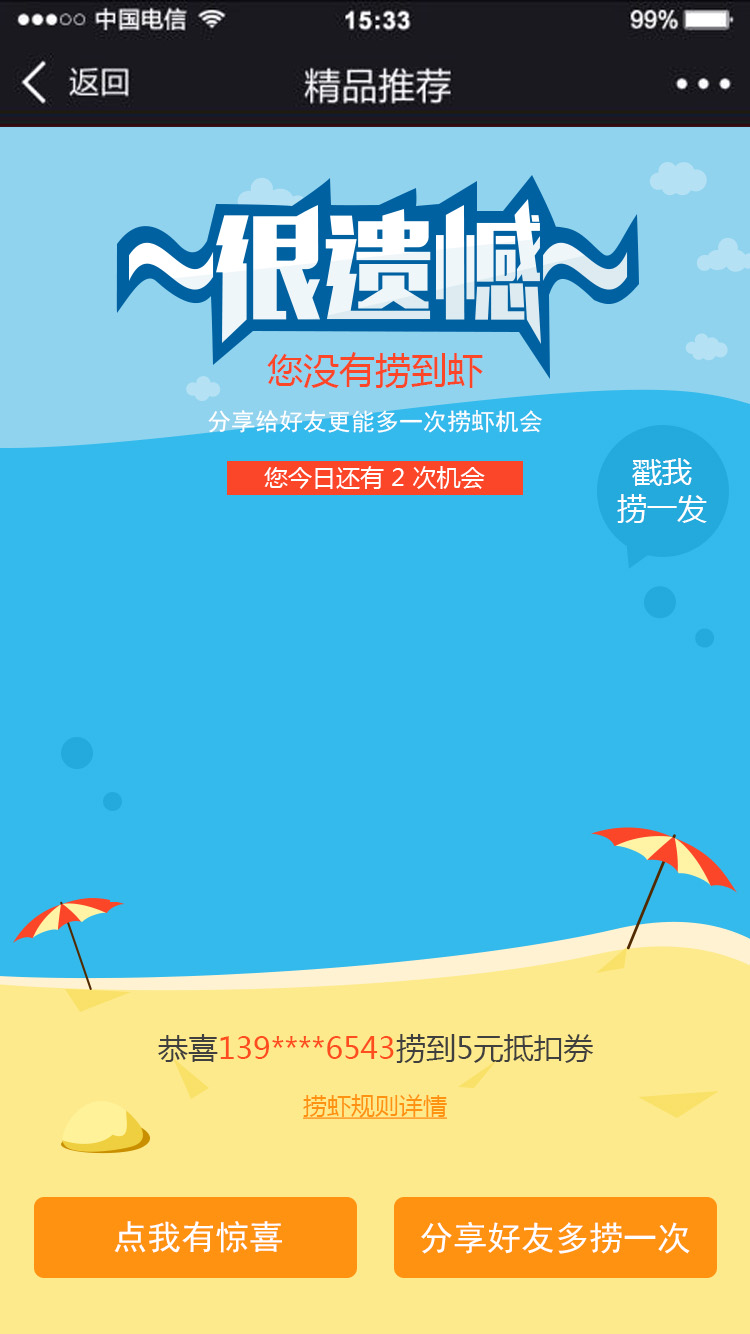 中国电信
15:33
99%
返回
精品推荐
~很遗憾~
您没有捞到虾
分享给好友更能多一次捞虾机会
您今日还有 2 次机会
戳我
捞一发
恭喜139****6543捞到5元抵扣券
捞虾规则详情
点我有惊喜
分享好友多捞一次